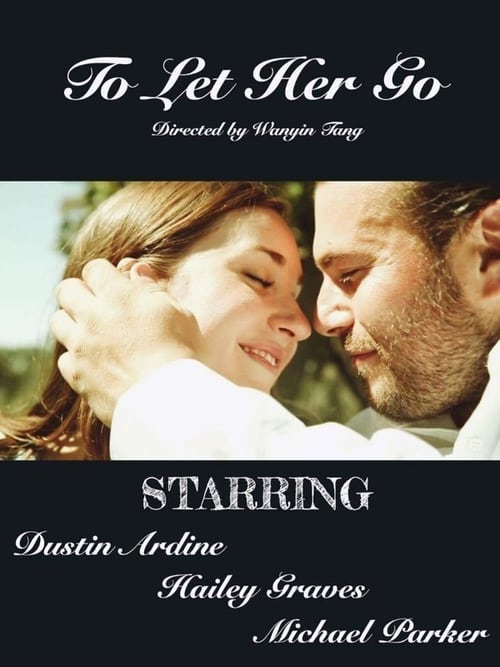 To Let Her Go
Directed by Wanyin Tang
STARRING
Dustin Ardine
Hailey Graves
Michael Parker